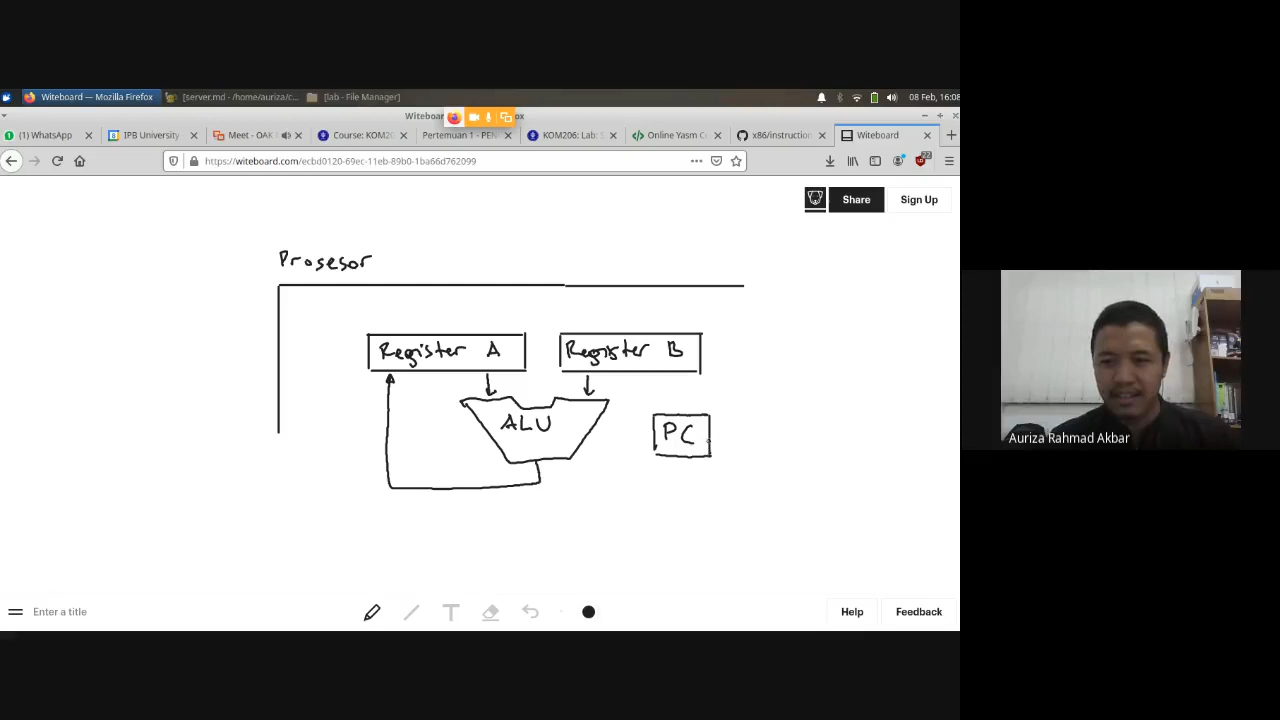 Witeboard — Mozilla Firefox
[server.md - /home/auriza/c...
[lab - File Manager]
08 Feb, 16:08
(1) WhatsApp
IPB University
Meet - OAK
Course: KOM20
Pertemuan 1 - PEN
KOM206: Lab: S
Online Yasm Co
x86/instruction
Witeboard
https://witeboard.com/ecbd0120-69ec-11eb-89b0-1ba66d762099
Share
Sign Up
Prosesor
Register A
Register B
ALU
PC
Auriza Rahmad Akbar
Enter a title
T
Help
Feedback